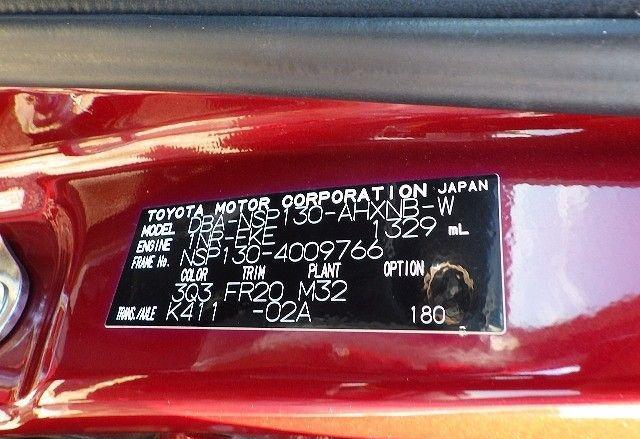 TOYOTA MOTOR CORPORATION JAPAN
MODEL DBA-NSP130-AHXNB-W
ENGINE 1NR-FKE 1329 mL
FRAME No. NSP130-4009766
COLOR TRIM PLANT OPTION
3Q3 FR20 M32
TRANS./AXLE K411 -02A 180